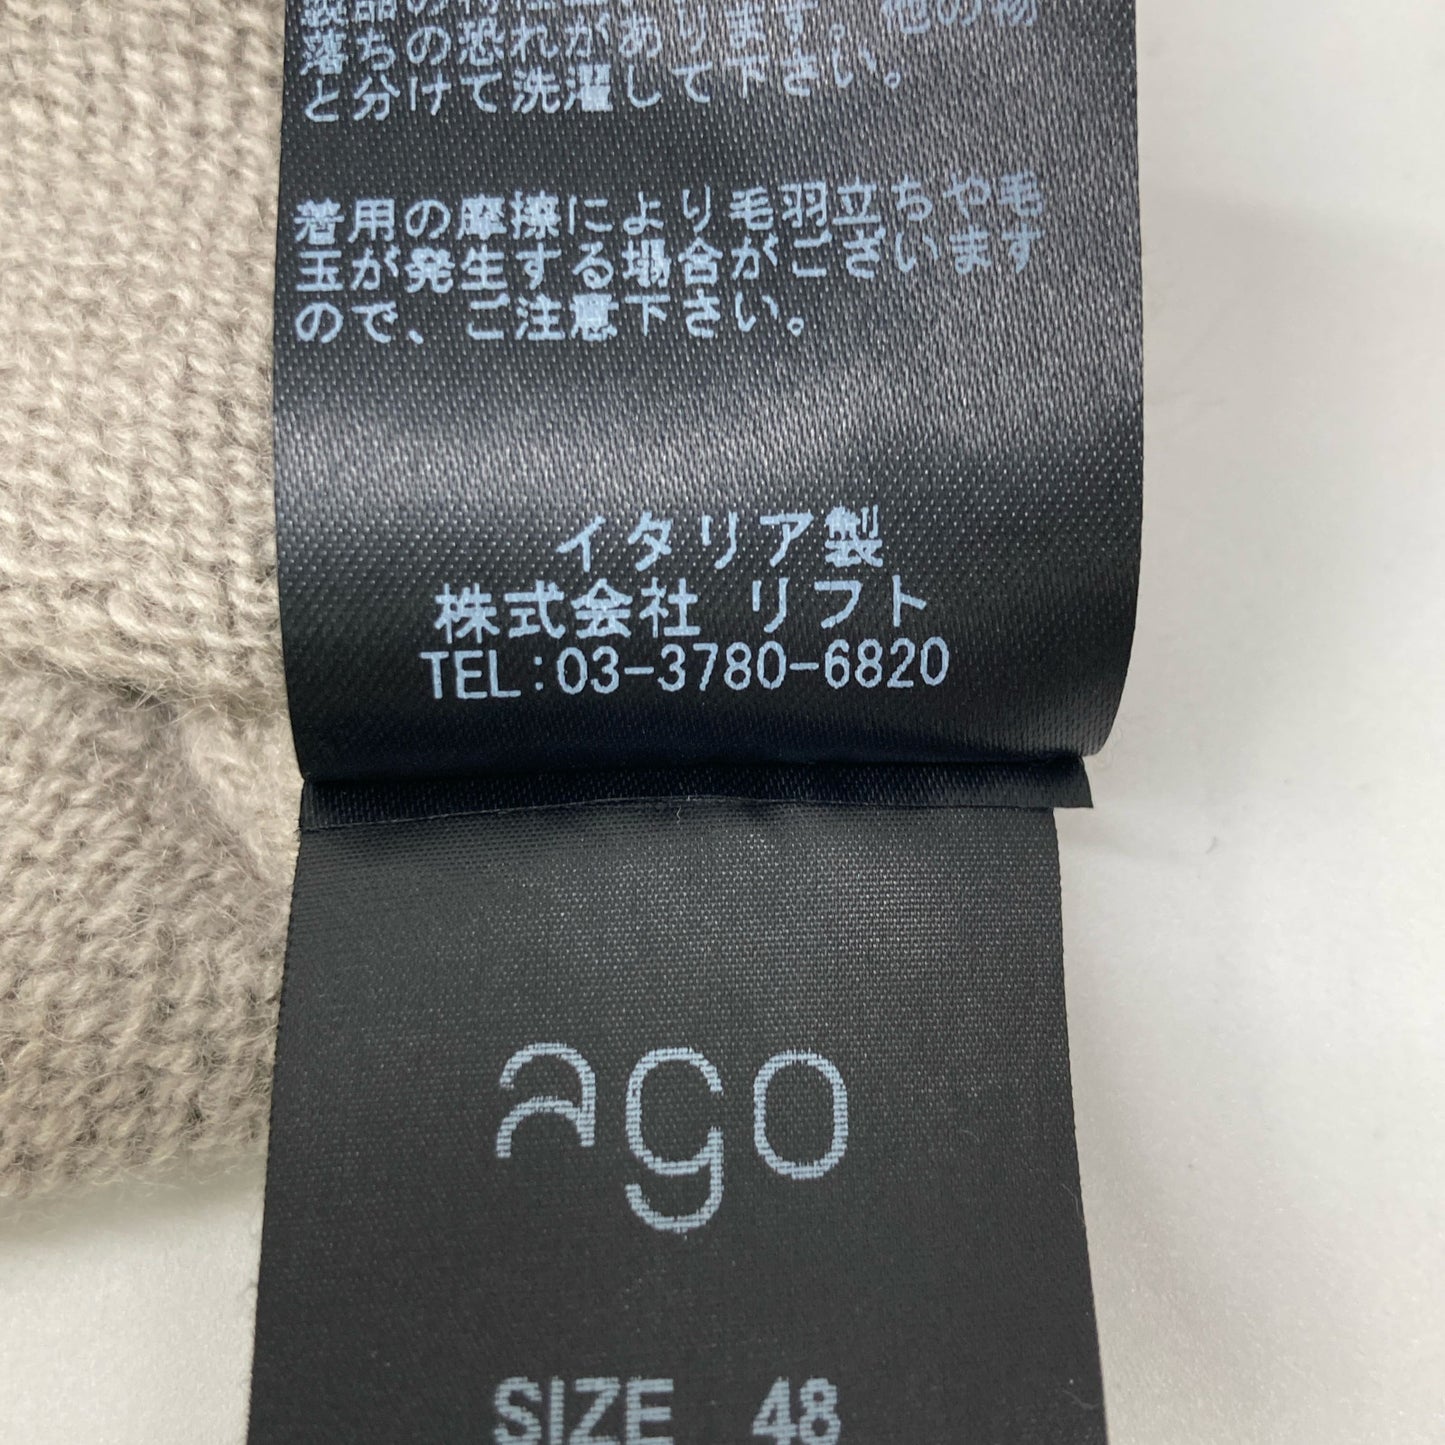 落ちの恐れがあります。他の物
と分けて洗濯して下さい。
着用の摩擦により毛羽立ちや毛
玉が発生する場合がございます
ので、ご注意下さい。
イタリア製
株式会社 リフト
TEL:03-3780-6820
ago
SIZE 48